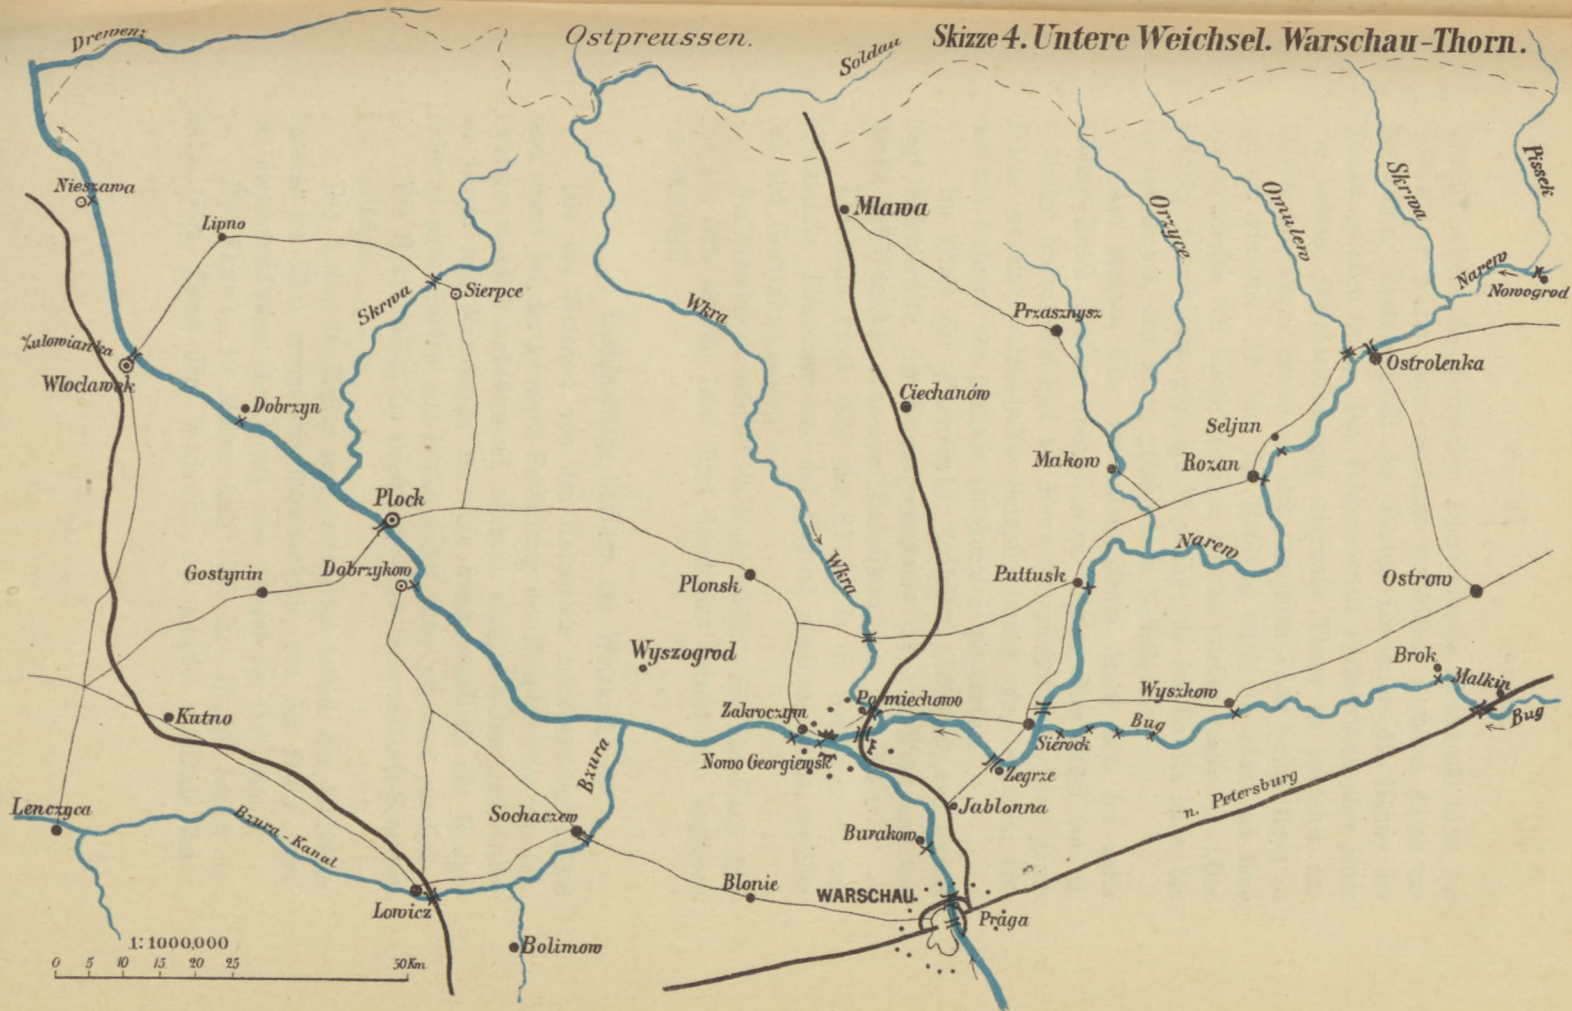 Drewenz
Ostpreussen.
Soldau
Skizze 4. Untere Weichsel. Warschau-Thorn.
Nieszawa
Lipno
Skrwa
Sierpce
Wkra
Mlawa
Orzyce
Omulew
Skrwa
Pissek
Narew
Nowogrod
Przasnysz
Zulowianka
Wloclawek
Dobrzyn
Ciechanów
Ostrolenka
Seljun
Makow
Rozan
Plock
Gostynin
Dobrzykow
Plonsk
Wkra
Pultusk
Narew
Ostrow
Wyszogrod
Brok
Malkin
Kutno
Zakroczym
Pomiechowo
Wyszkow
Bug
Bug
Sierock
Nowo Georgiewsk
Zegrze
Bzura
n. Petersburg
Lenczyca
Bzura-Kanal
Sochaczew
Jablonna
Burakow
Blonie
WARSCHAU.
Praga
Lowicz
Bolimow
1:1000,000
0 5 10 15 20 25 50 Km